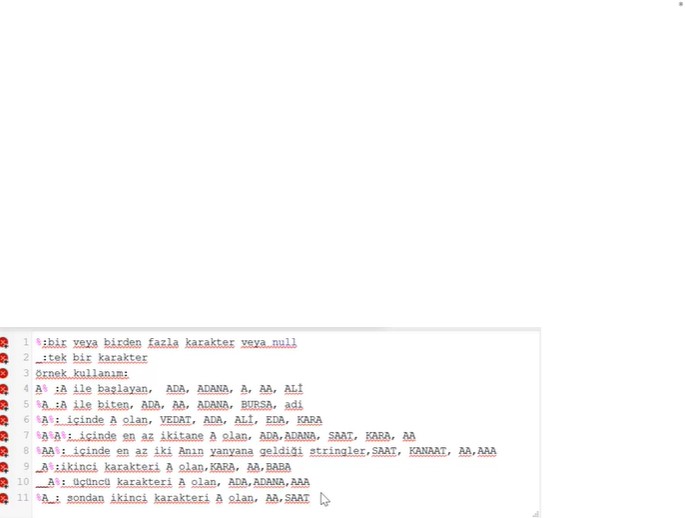 1 %:bir veya birden fazla karakter veya null
2 _:tek bir karakter
3 örnek kullanım:
4 A% :A ile başlayan, ADA, ADANA, A, AA, ALİ
5 %A :A ile biten, ADA, AA, ADANA, BURSA, adi
6 %A%: içinde A olan, VEDAT, ADA, ALİ, EDA, KARA
7 %A%A%: içinde en az ikitane A olan, ADA,ADANA, SAAT, KARA, AA
8 %AA%: içinde en az iki Anın yanyana geldiği stringler,SAAT, KANAAT, AA,AAA
9 _A%:ikinci karakteri A olan,KARA, AA,BABA
10 __A%: üçüncü karakteri A olan, ADA,ADANA,AAA
11 %A_: sondan ikinci karakteri A olan, AA,SAAT